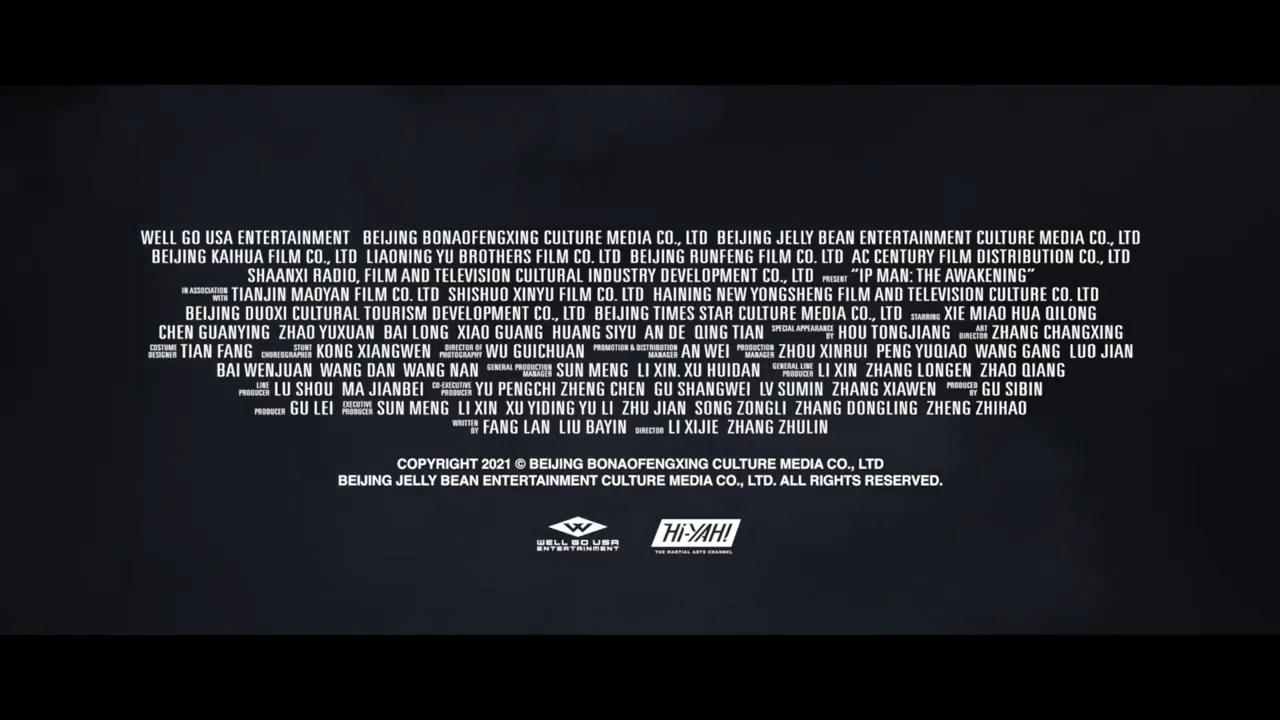 WELL GO USA ENTERTAINMENT BEIJING BONAOFENGXING CULTURE MEDIA CO., LTD BEIJING JELLY BEAN ENTERTAINMENT CULTURE MEDIA CO., LTD
BEIJING KAIHUA FILM CO., LTD LIAONING YU BROTHERS FILM CO. LTD BEIJING RUNFENG FILM CO. LTD AC CENTURY FILM DISTRIBUTION CO., LTD
SHAANXI RADIO, FILM AND TELEVISION CULTURAL INDUSTRY DEVELOPMENT CO., LTD PRESENT “IP MAN: THE AWAKENING”
IN ASSOCIATION WITH TIANJIN MAOYAN FILM CO. LTD SHISHUO XINYU FILM CO. LTD HAINING NEW YONGSHENG FILM AND TELEVISION CULTURE CO. LTD
BEIJING DUOXI CULTURAL TOURISM DEVELOPMENT CO., LTD BEIJING TIMES STAR CULTURE MEDIA CO., LTD STARRING XIE MIAO HUA QILONG
CHEN GUANYING ZHAO YUXUAN BAI LONG XIAO GUANG HUANG SIYU AN DE QING TIAN SPECIAL APPEARANCE BY HOU TONGJIANG ART DIRECTOR ZHANG CHANGXING
COSTUME DESIGNER TIAN FANG STUNT CHOREOGRAPHER KONG XIANGWEN DIRECTOR OF PHOTOGRAPHY WU GUICHUAN PROMOTION & DISTRIBUTION MANAGER AN WEI PRODUCTION MANAGER ZHOU XINRUI PENG YUQIAO WANG GANG LUO JIAN
BAI WENJUAN WANG DAN WANG NAN GENERAL PRODUCTION MANAGER SUN MENG LI XIN. XU HUIDAN GENERAL LINE PRODUCER LI XIN ZHANG LONGEN ZHAO QIANG
LINE PRODUCER LU SHOU MA JIANBEI CO-EXECUTIVE PRODUCER YU PENGCHI ZHENG CHEN GU SHANGWEI LV SUMIN ZHANG XIAWEN PRODUCED BY GU SIBIN
PRODUCER GU LEI EXECUTIVE PRODUCER SUN MENG LI XIN XU YIDING YU LI ZHU JIAN SONG ZONGLI ZHANG DONGLING ZHENG ZHIHAO
WRITTEN BY FANG LAN LIU BAYIN DIRECTOR LI XIJIE ZHANG ZHULIN
COPYRIGHT 2021 © BEIJING BONAOFENGXING CULTURE MEDIA CO., LTD
BEIJING JELLY BEAN ENTERTAINMENT CULTURE MEDIA CO., LTD. ALL RIGHTS RESERVED.
WELL GO USA
ENTERTAINMENT
Hi-YAH!
THE MARTIAL ARTS CHANNEL